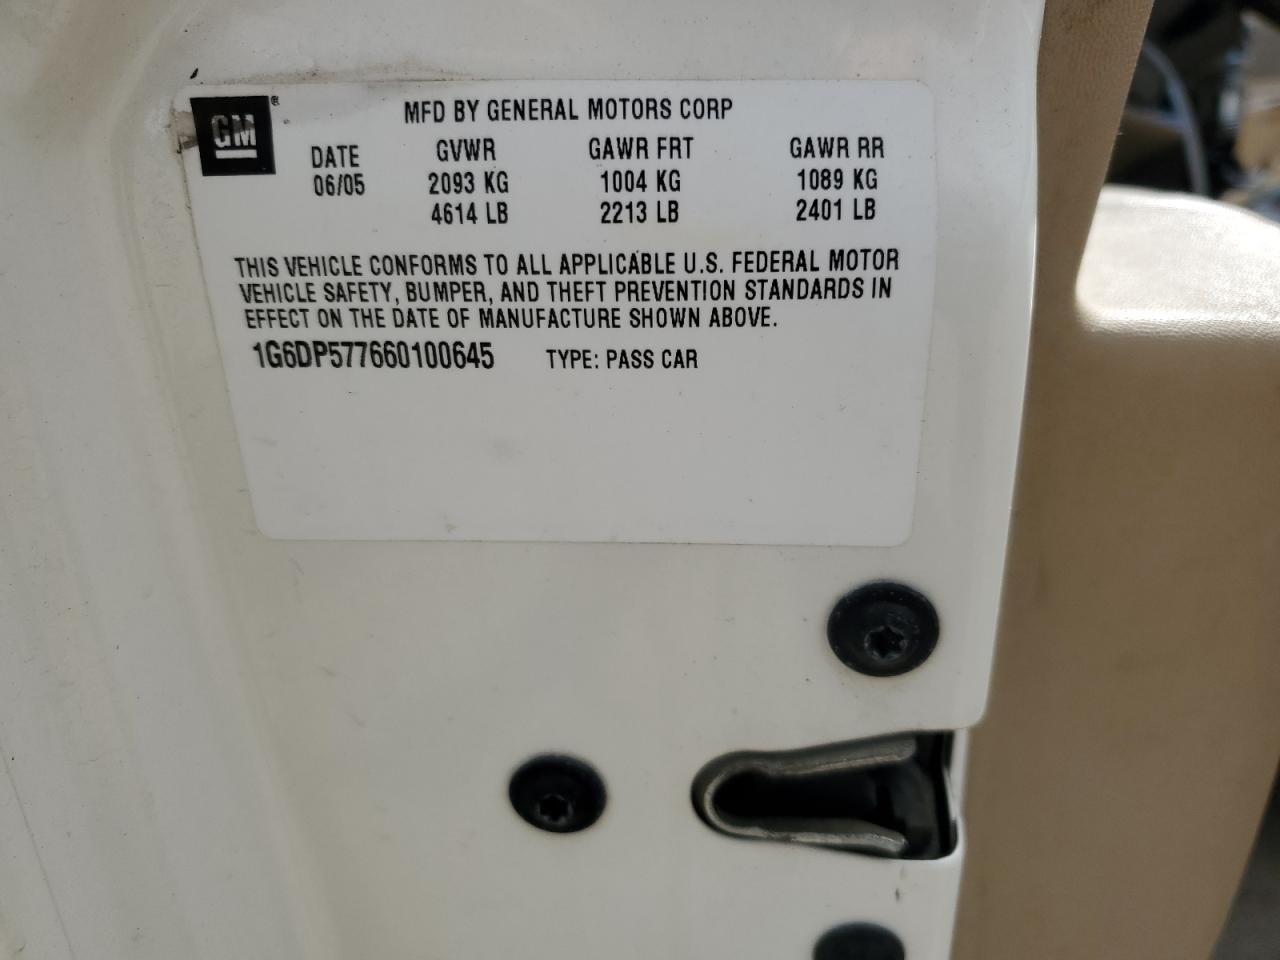 GM®
MFD BY GENERAL MOTORS CORP
DATE GVWR GAWR FRT GAWR RR
06/05 2093 KG 1004 KG 1089 KG
4614 LB 2213 LB 2401 LB
THIS VEHICLE CONFORMS TO ALL APPLICABLE U.S. FEDERAL MOTOR
VEHICLE SAFETY, BUMPER, AND THEFT PREVENTION STANDARDS IN
EFFECT ON THE DATE OF MANUFACTURE SHOWN ABOVE.
1G6DP577660100645 TYPE: PASS CAR